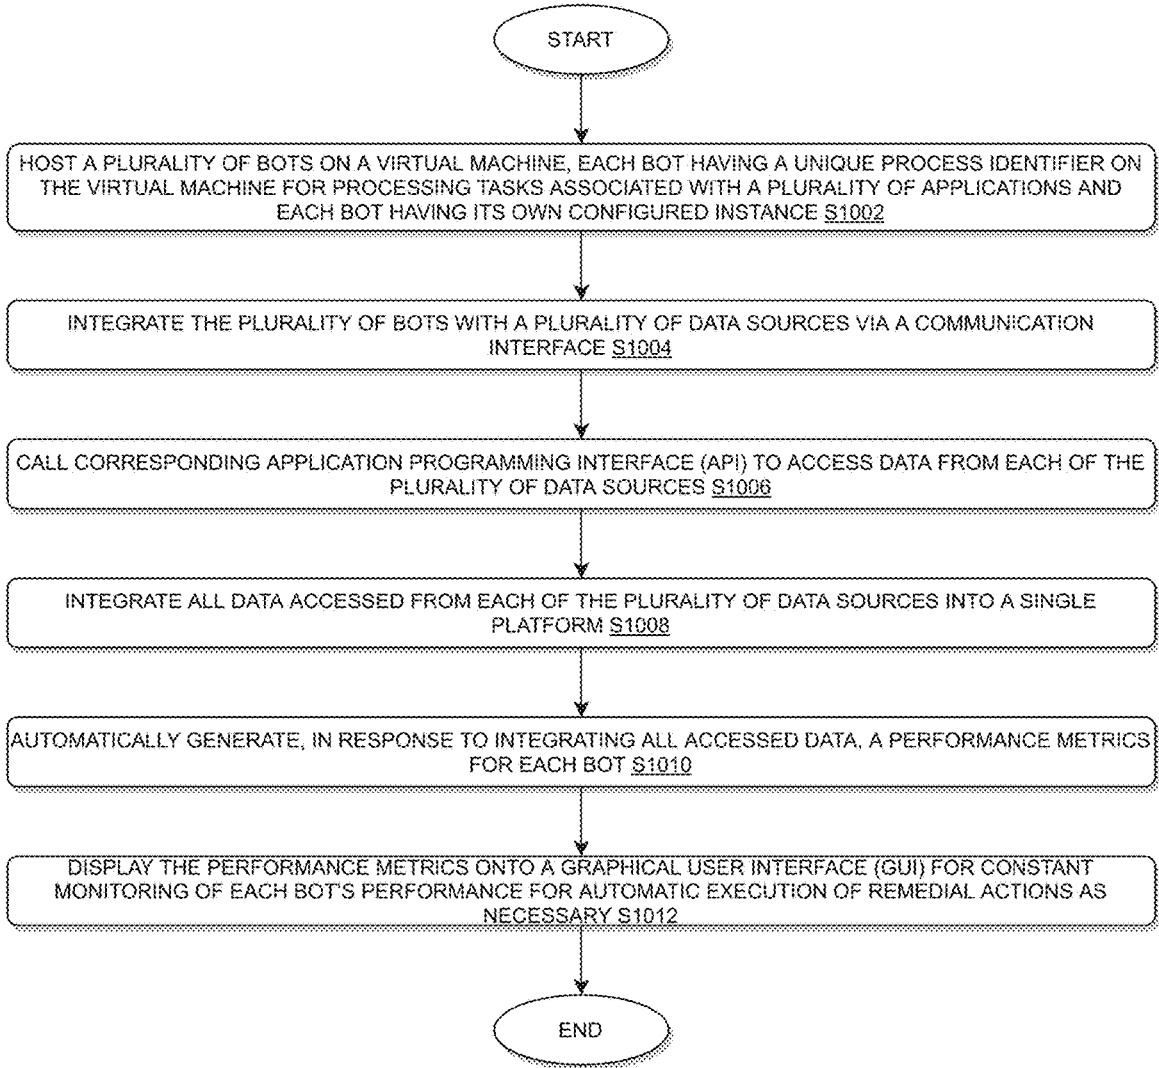 START
HOST A PLURALITY OF BOTS ON A VIRTUAL MACHINE, EACH BOT HAVING A UNIQUE PROCESS IDENTIFIER ON
THE VIRTUAL MACHINE FOR PROCESSING TASKS ASSOCIATED WITH A PLURALITY OF APPLICATIONS AND
EACH BOT HAVING ITS OWN CONFIGURED INSTANCE S1002
INTEGRATE THE PLURALITY OF BOTS WITH A PLURALITY OF DATA SOURCES VIA A COMMUNICATION
INTERFACE S1004
CALL CORRESPONDING APPLICATION PROGRAMMING INTERFACE (API) TO ACCESS DATA FROM EACH OF THE
PLURALITY OF DATA SOURCES S1006
INTEGRATE ALL DATA ACCESSED FROM EACH OF THE PLURALITY OF DATA SOURCES INTO A SINGLE
PLATFORM S1008
AUTOMATICALLY GENERATE, IN RESPONSE TO INTEGRATING ALL ACCESSED DATA, A PERFORMANCE METRICS
FOR EACH BOT S1010
DISPLAY THE PERFORMANCE METRICS ONTO A GRAPHICAL USER INTERFACE (GUI) FOR CONSTANT
MONITORING OF EACH BOT'S PERFORMANCE FOR AUTOMATIC EXECUTION OF REMEDIAL ACTIONS AS
NECESSARY S1012
END